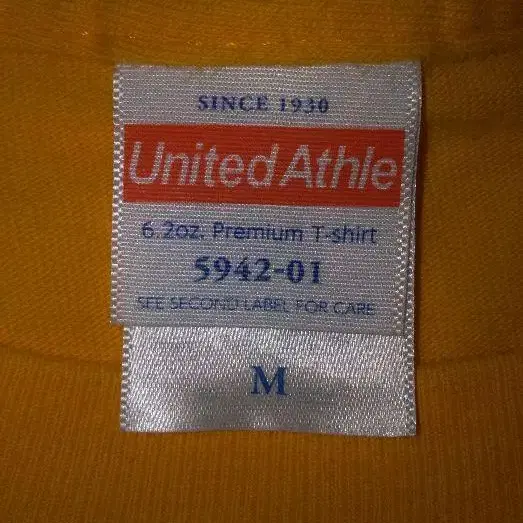 SINCE 1930
United Athle
6.2oz. Premium T-shirt
5942-01
SEE SECOND LABEL FOR CARE
M